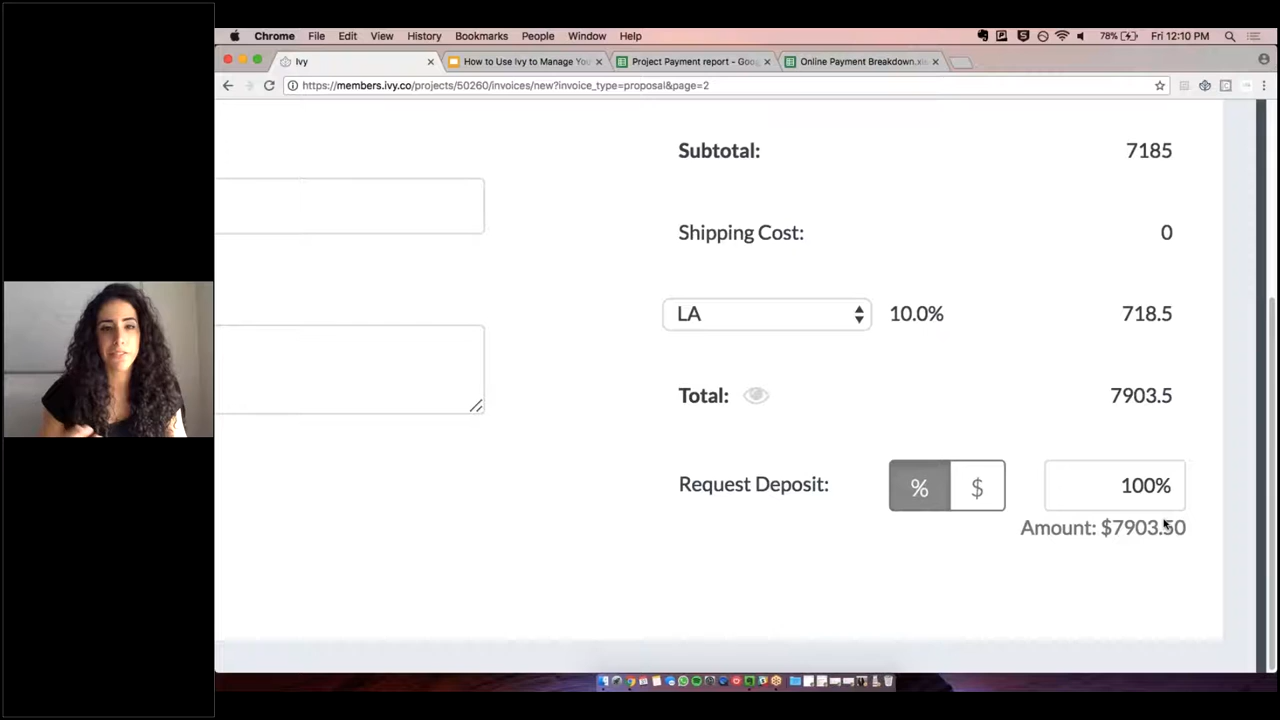 Chrome File Edit View History Bookmarks People Window Help 78% Fri 12:10 PM
Ivy How to Use Ivy to Manage You Project Payment report - Goog Online Payment Breakdown.xls
https://members.ivy.co/projects/50260/invoices/new?invoice_type=proposal&page=2
Subtotal: 7185
Shipping Cost: 0
LA 10.0% 718.5
Total: 7903.5
Request Deposit: % $ 100%
Amount: $7903.50